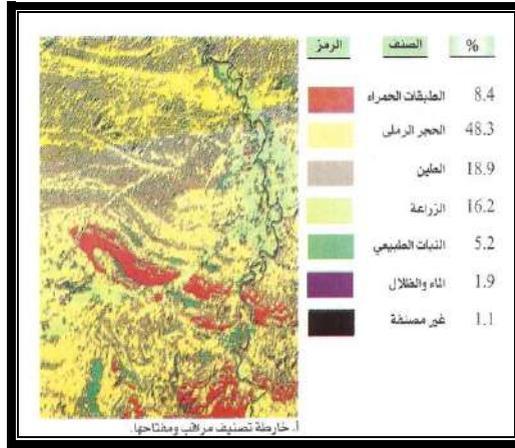 الرمز الصنف %
الطبقات الحمراء 8.4
الحجر الرملي 48.3
الطين 18.9
الزراعة 16.2
النبات الطبيعي 5.2
الماء والظلال 1.9
غير مصنفة 1.1
أ. خارطة تصنيف مراقب ومفتاحها.